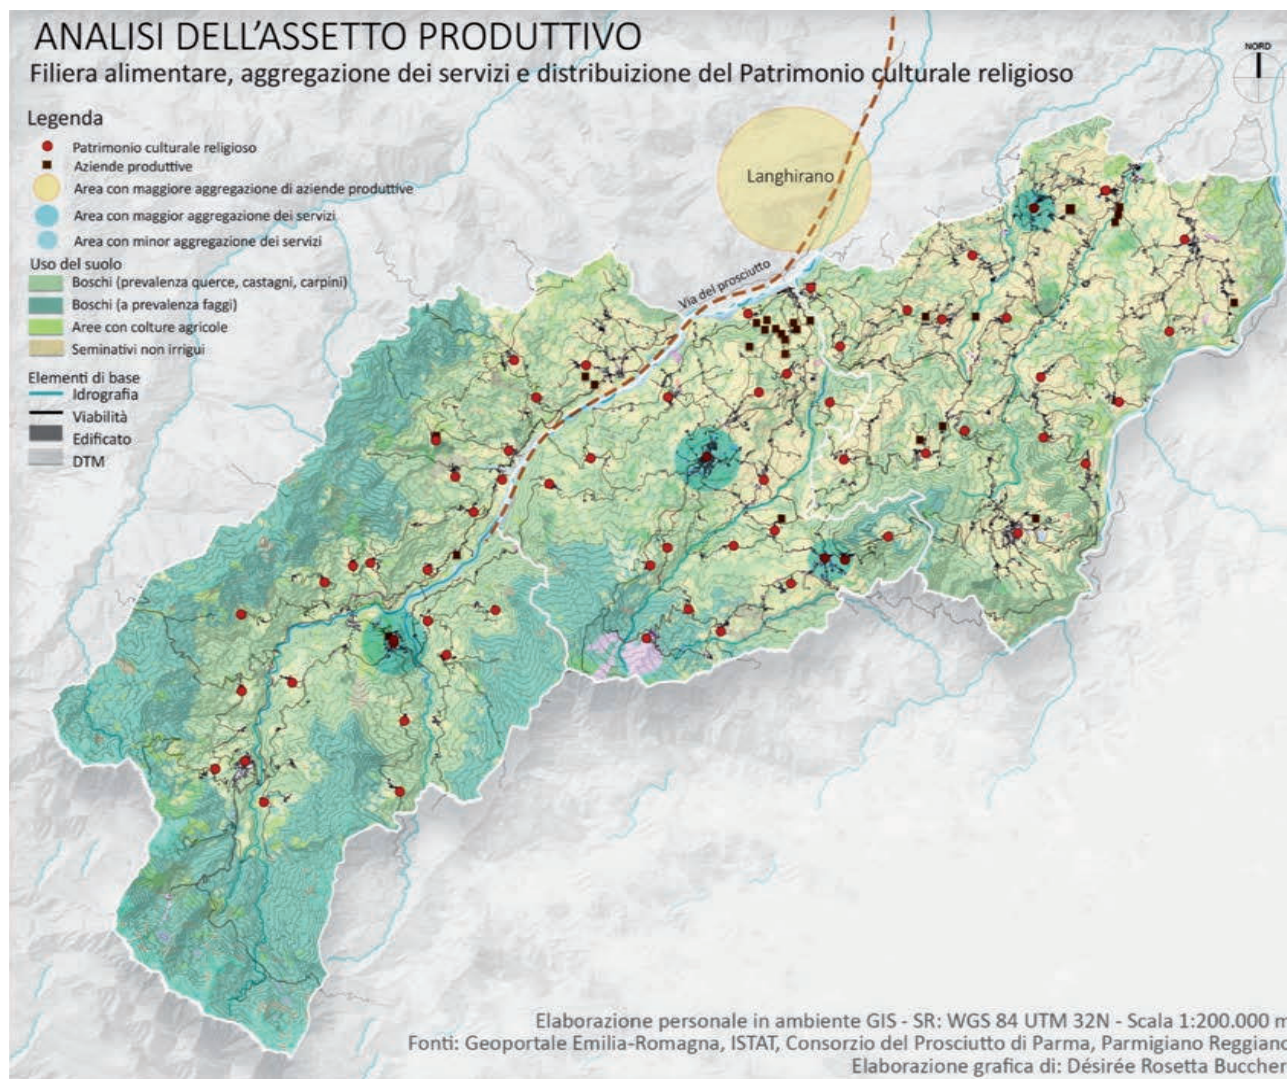 ANALISI DELL'ASSETTO PRODUTTIVO
Filiera alimentare, aggregazione dei servizi e distribuizione del Patrimonio culturale religioso
NORD
Legenda
Patrimonio culturale religioso
Aziende produttive
Area con maggiore aggregazione di aziende produttive
Area con maggior aggregazione dei servizi
Area con minor aggregazione dei servizi
Uso del suolo
Boschi (prevalenza querce, castagni, carpini)
Boschi (a prevalenza faggi)
Aree con colture agricole
Seminativi non irrigui
Elementi di base
Idrografia
Viabilità
Edificato
DTM
Langhirano
Via del prosciutto
Elaborazione personale in ambiente GIS - SR: WGS 84 UTM 32N - Scala 1:200.000 m
Fonti: Geoportale Emilia-Romagna, ISTAT, Consorzio del Prosciutto di Parma, Parmigiano Reggiano
Elaborazione grafica di: Désirée Rosetta Buccher